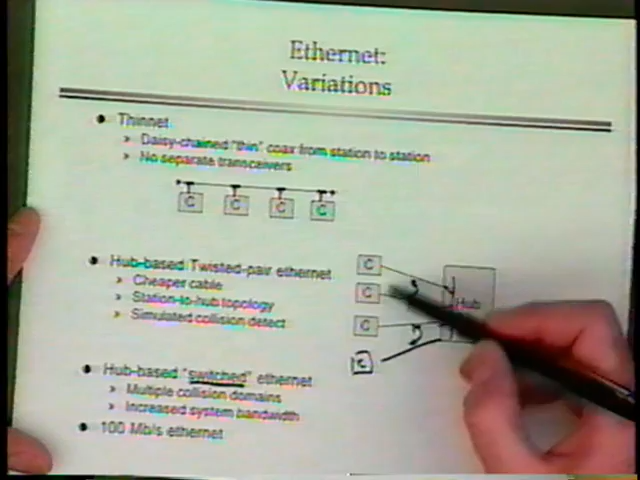 Ethernet:
Variations
Thinnet
Daisy-chained "thin" coax from station to station
No separate transceivers
C C C C
Hub-based Twisted-pair ethernet
Cheaper cable
Station-to-hub topology
Simulated collision detect
C
C
C
C
Hub
Hub-based "switched" ethernet
Multiple collision domains
Increased system bandwidth
100 Mb/s ethernet